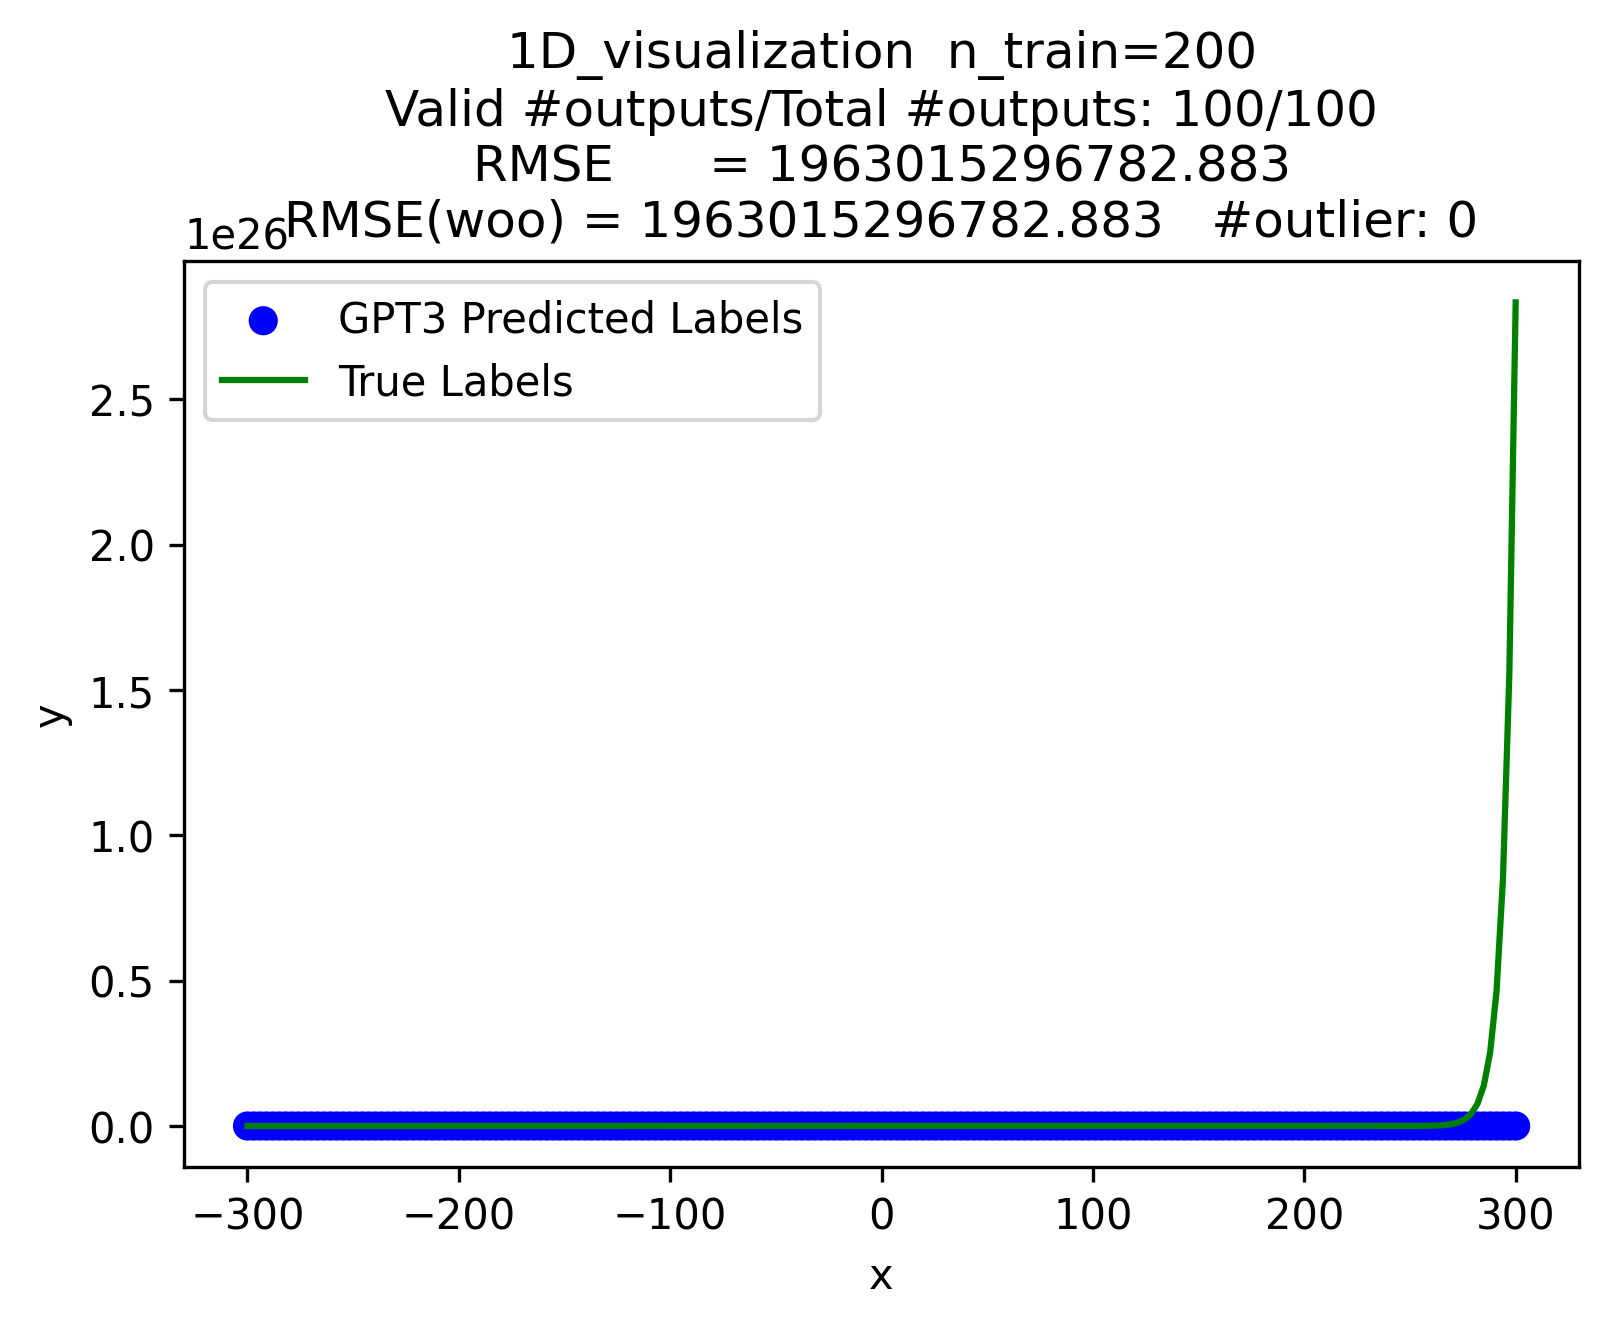 1D_visualization  n_train=200
Valid #outputs/Total #outputs: 100/100
RMSE      = 1963015296782.883
RMSE(woo) = 1963015296782.883   #outlier: 0
1e26
GPT3 Predicted Labels
True Labels
2.5
2.0
1.5
1.0
0.5
0.0
y
−300
−200
−100
0
100
200
300
x